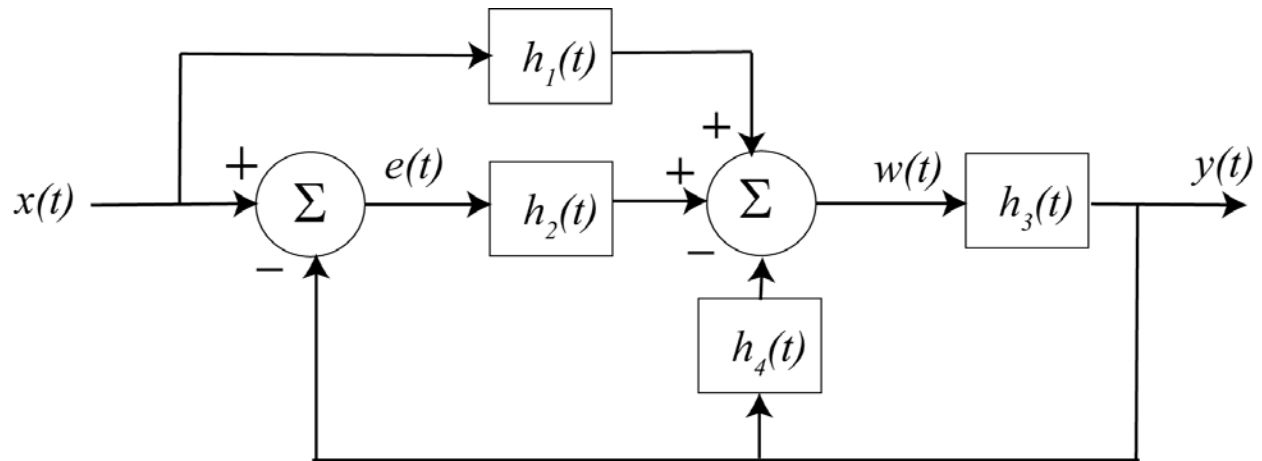 h₁(t)
+
+ e(t) + w(t) y(t)
x(t) Σ h₂(t) Σ h₃(t)
− −
h₄(t)